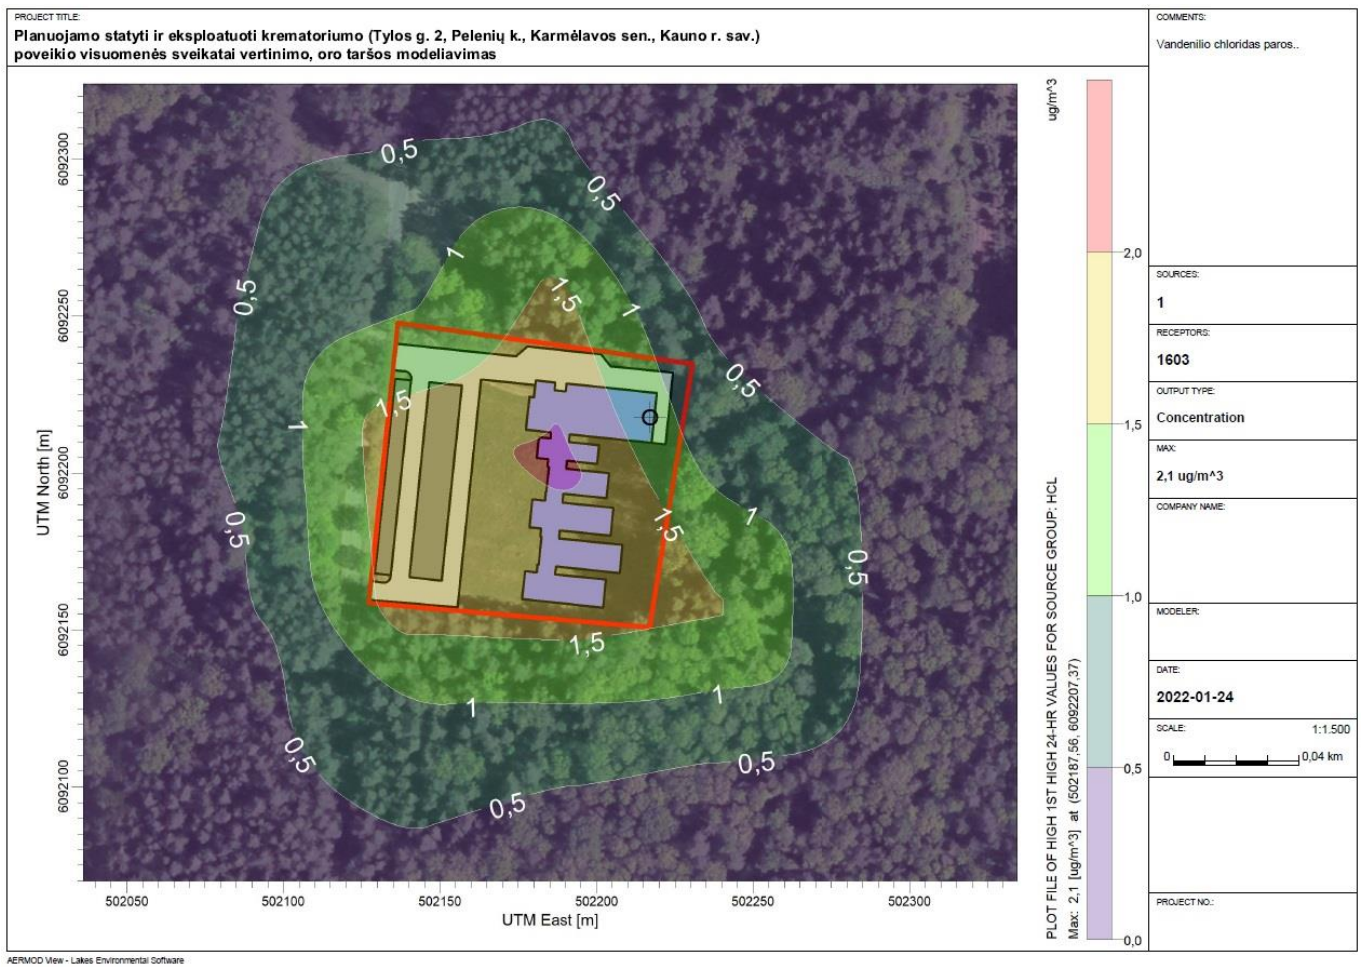 PROJECT TITLE:
Planuojamo statyti ir eksploatuoti krematoriumo (Tylos g. 2, Pelenių k., Karmėlavos sen., Kauno r. sav.)
poveikio visuomenės sveikatai vertinimo, oro taršos modeliavimas
COMMENTS:
Vandenilio chloridas paros..
SOURCES:
1
RECEPTORS:
1603
OUTPUT TYPE:
Concentration
MAX:
2,1 ug/m^3
COMPANY NAME:
MODELER:
DATE:
2022-01-24
SCALE:
1:1.500
0
0,04 km
PROJECT NO.:
UTM North [m]
6092300
6092250
6092200
6092150
6092100
502050
502100
502150
502200
502250
502300
UTM East [m]
0,5
0,5
0,5
1
1,5
1
0,5
1,5
1
0,5
1,5
1
0,5
1,5
1
1
0,5
0,5
0,5
ug/m^3
2,0
1,5
1,0
0,5
0,0
PLOT FILE OF HIGH 1ST HIGH 24-HR VALUES FOR SOURCE GROUP: HCL
Max: 2,1 [ug/m^3] at (502187,56, 6092207,37)
AERMOD View - Lakes Environmental Software